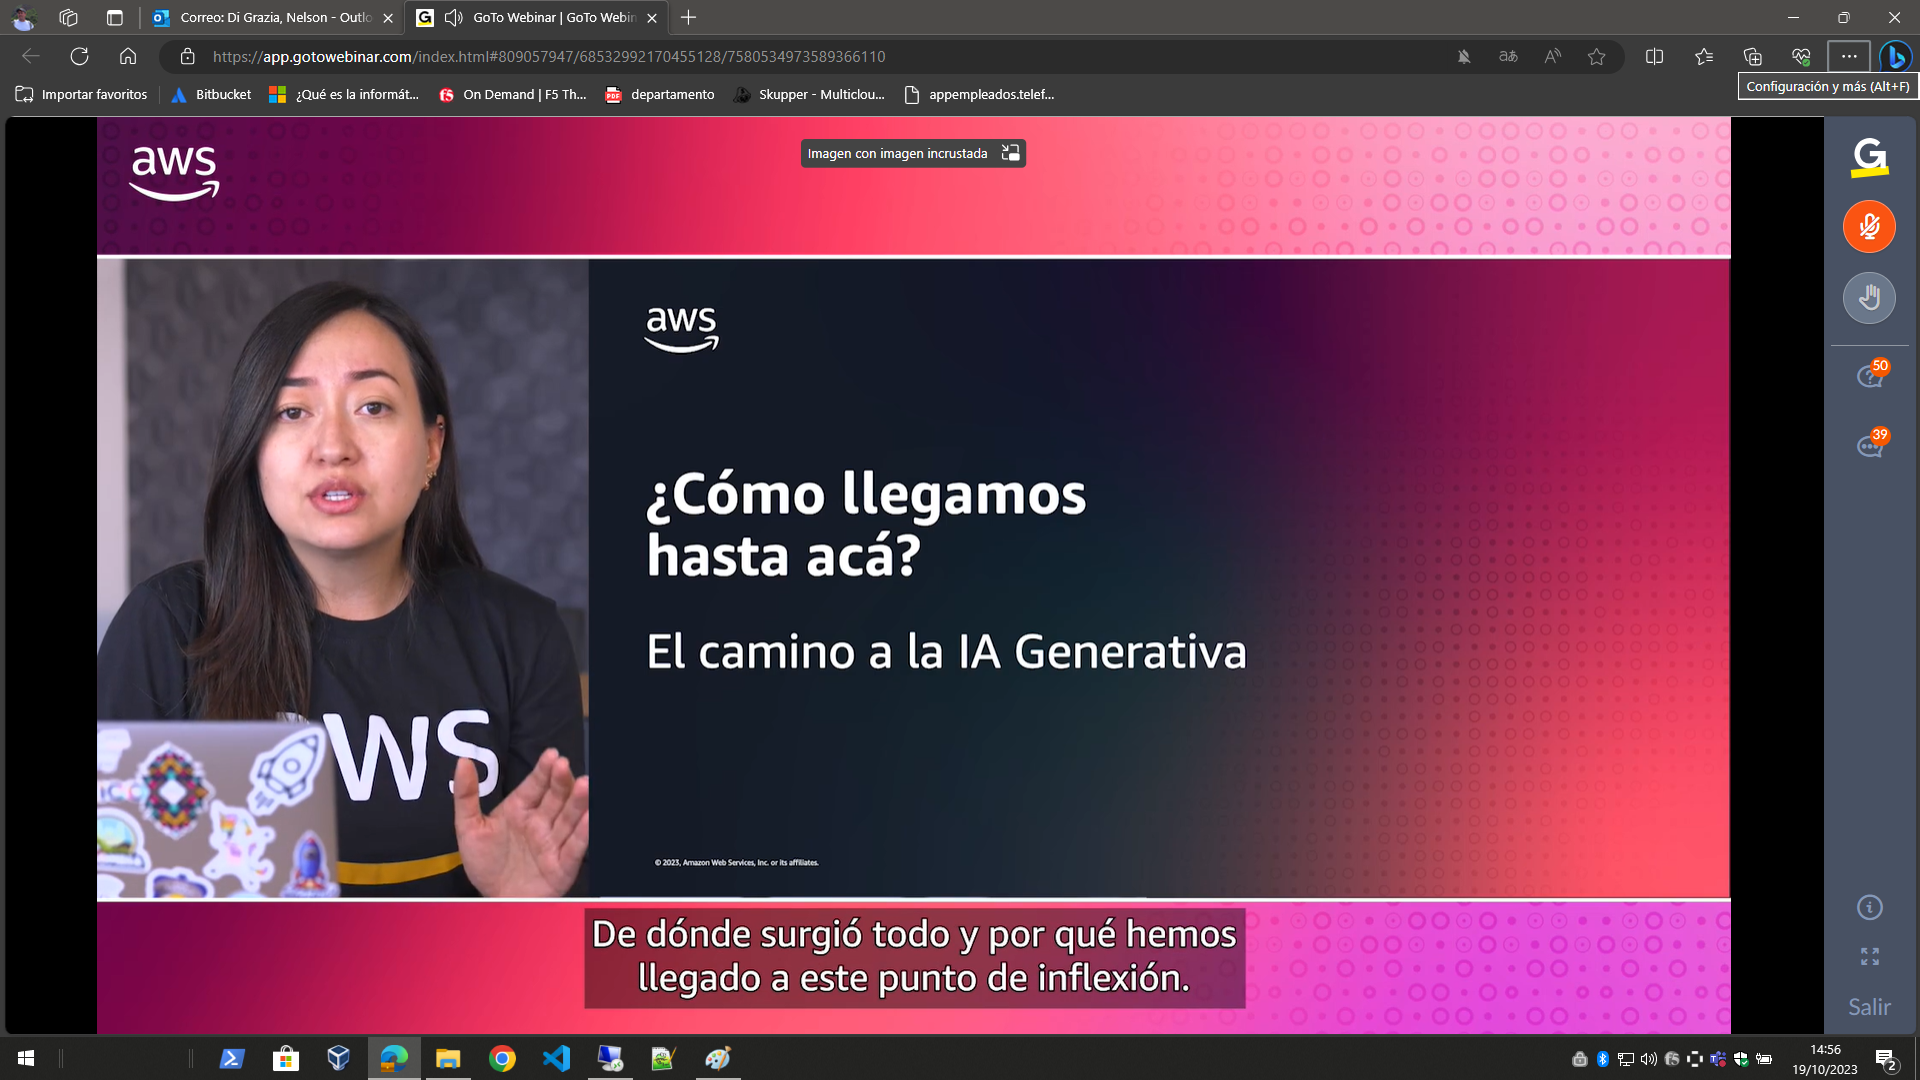 Correo: Di Grazia, Nelson - Outlo
GoTo Webinar | GoTo Webin
https://app.gotowebinar.com/index.html#809057947/68532992170455128/7580534973589366110
Importar favoritos
Bitbucket
¿Qué es la informát...
On Demand | F5 Th...
departamento
Skupper - Multiclou...
appempleados.telef...
Configuración y más (Alt+F)
aws
Imagen con imagen incrustada
50
39
aws
¿Cómo llegamos
hasta acá?
El camino a la IA Generativa
© 2023, Amazon Web Services, Inc. or its affiliates.
aws
De dónde surgió todo y por qué hemos
llegado a este punto de inflexión.
Salir
14:56
19/10/2023
2